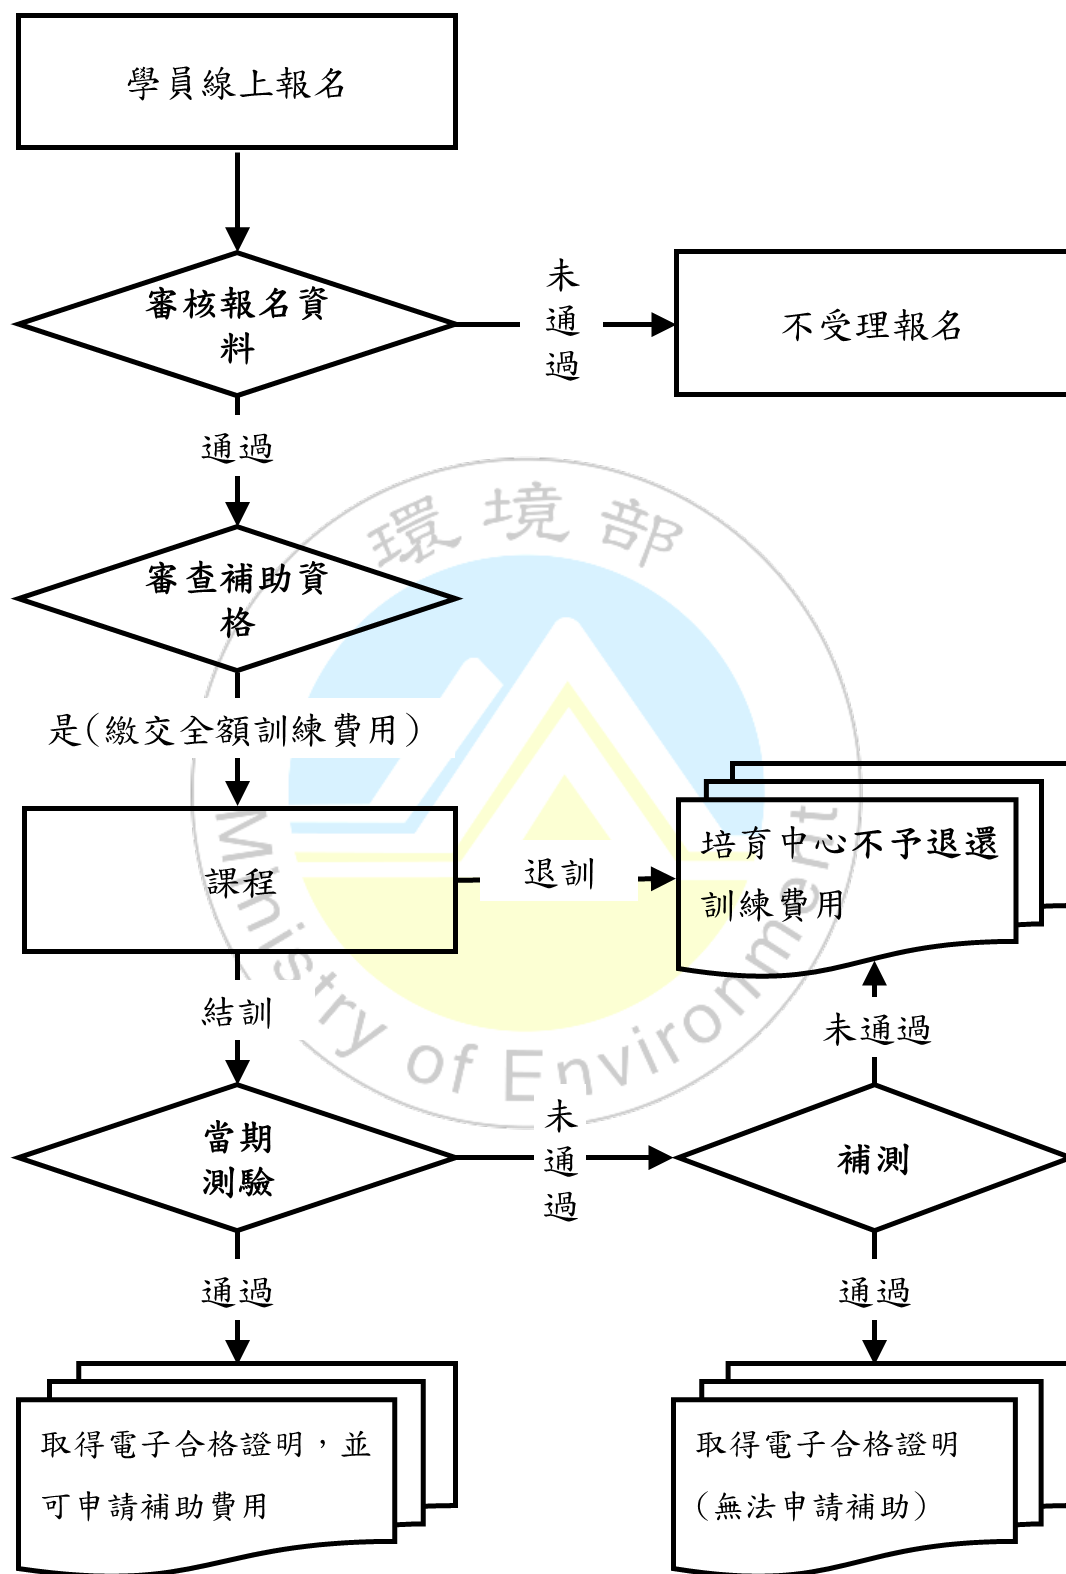 學員線上報名
審核報名資
料
未
通
過
不受理報名
通過
環境部
審查補助資
格
是(繳交全額訓練費用)
課程
退訓
培育中心不予退還
訓練費用
Ministry of Environment
結訓
未通過
當期
測驗
未
通
過
補測
通過
通過
取得電子合格證明，並
可申請補助費用
取得電子合格證明
(無法申請補助)